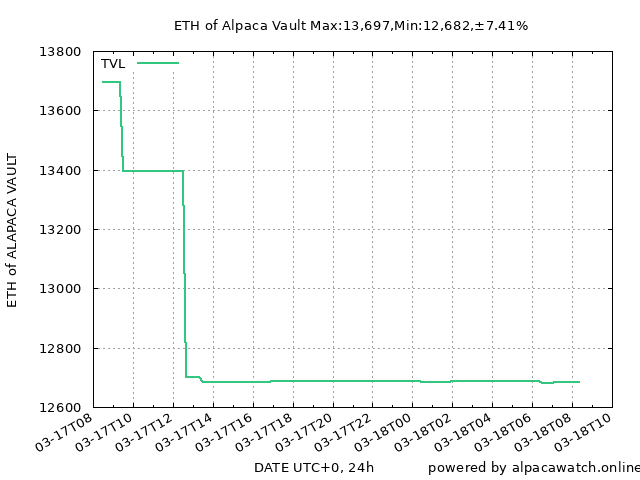 ETH of Alpaca Vault Max:13,697,Min:12,682,±7.41%
TVL
13800
13600
13400
13200
13000
12800
12600
ETH of ALAPACA VAULT
03-17T08
03-17T10
03-17T12
03-17T14
03-17T16
03-17T18
03-17T20
03-17T22
03-18T00
03-18T02
03-18T04
03-18T06
03-18T08
03-18T10
DATE UTC+0, 24h
powered by alpacawatch.online